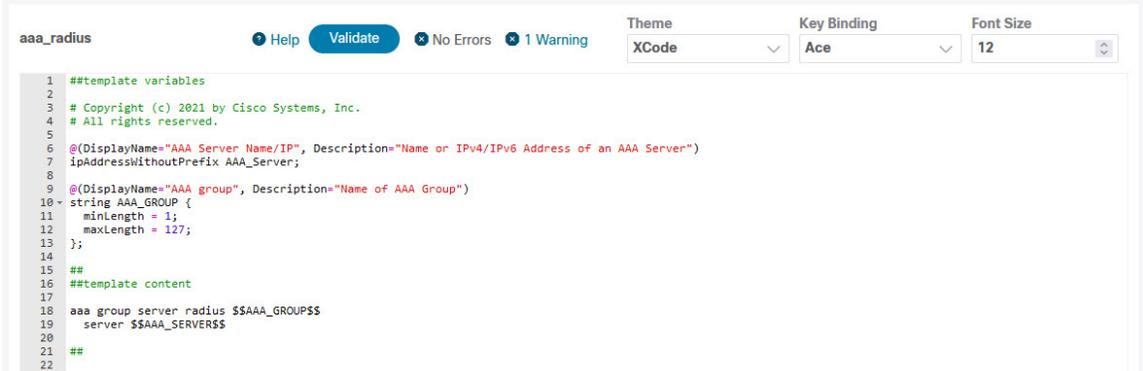 aaa_radius
Help
Validate
No Errors
1 Warning
Theme
XCode
Key Binding
Ace
Font Size
12
1 ##template variables
2
3 # Copyright (c) 2021 by Cisco Systems, Inc.
4 # All rights reserved.
5
6 @(DisplayName="AAA Server Name/IP", Description="Name or IPv4/IPv6 Address of an AAA Server")
7 ipAddressWithoutPrefix AAA_Server;
8
9 @(DisplayName="AAA group", Description="Name of AAA Group")
10 string AAA_GROUP {
11   minLength = 1;
12   maxLength = 127;
13 };
14
15 ##
16 ##template content
17
18 aaa group server radius $$AAA_GROUP$$
19   server $$AAA_SERVER$$
20
21 ##
22